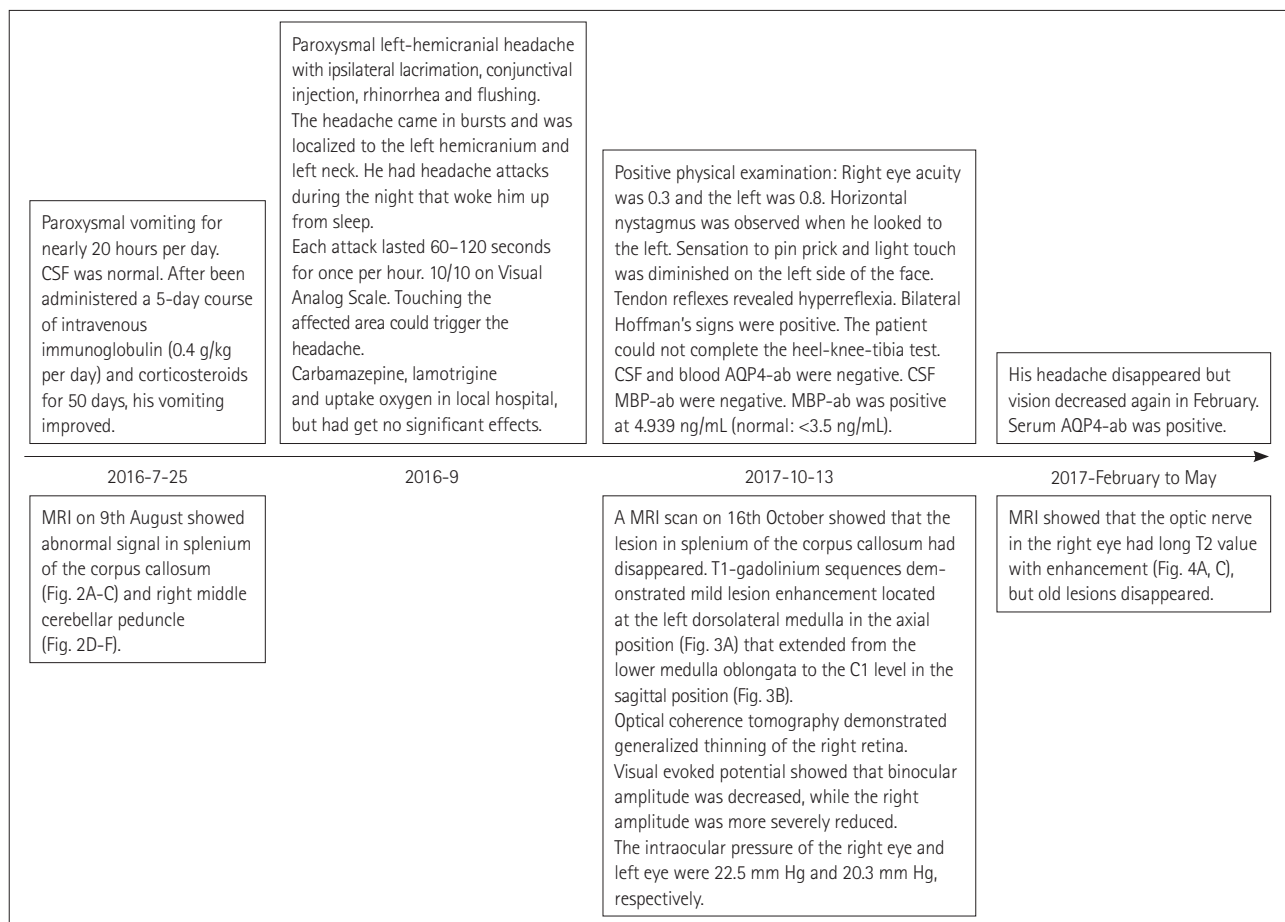 Paroxysmal vomiting for
nearly 20 hours per day.
CSF was normal. After been
administered a 5-day course
of intravenous
immunoglobulin (0.4 g/kg
per day) and corticosteroids
for 50 days, his vomiting
improved.
Paroxysmal left-hemicranial headache
with ipsilateral lacrimation, conjunctival
injection, rhinorrhea and flushing.
The headache came in bursts and was
localized to the left hemicranium and
left neck. He had headache attacks
during the night that woke him up
from sleep.
Each attack lasted 60–120 seconds
for once per hour. 10/10 on Visual
Analog Scale. Touching the
affected area could trigger the
headache.
Carbamazepine, lamotrigine
and uptake oxygen in local hospital,
but had get no significant effects.
Positive physical examination: Right eye acuity
was 0.3 and the left was 0.8. Horizontal
nystagmus was observed when he looked to
the left. Sensation to pin prick and light touch
was diminished on the left side of the face.
Tendon reflexes revealed hyperreflexia. Bilateral
Hoffman's signs were positive. The patient
could not complete the heel-knee-tibia test.
CSF and blood AQP4-ab were negative. CSF
MBP-ab were negative. MBP-ab was positive
at 4.939 ng/mL (normal: <3.5 ng/mL).
His headache disappeared but
vision decreased again in February.
Serum AQP4-ab was positive.
2016-7-25
2016-9
2017-10-13
2017-February to May
MRI on 9th August showed
abnormal signal in splenium
of the corpus callosum
(Fig. 2A-C) and right middle
cerebellar peduncle
(Fig. 2D-F).
A MRI scan on 16th October showed that the
lesion in splenium of the corpus callosum had
disappeared. T1-gadolinium sequences dem-
onstrated mild lesion enhancement located
at the left dorsolateral medulla in the axial
position (Fig. 3A) that extended from the
lower medulla oblongata to the C1 level in the
sagittal position (Fig. 3B).
Optical coherence tomography demonstrated
generalized thinning of the right retina.
Visual evoked potential showed that binocular
amplitude was decreased, while the right
amplitude was more severely reduced.
The intraocular pressure of the right eye and
left eye were 22.5 mm Hg and 20.3 mm Hg,
respectively.
MRI showed that the optic nerve
in the right eye had long T2 value
with enhancement (Fig. 4A, C),
but old lesions disappeared.